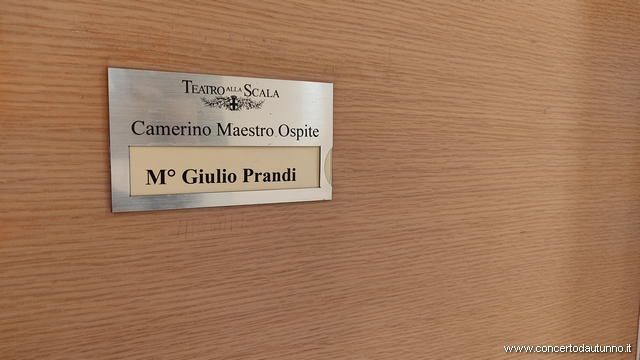 TEATRO ALLA SCALA
Camerino Maestro Ospite
M° Giulio Prandi
www.concertodautunno.it